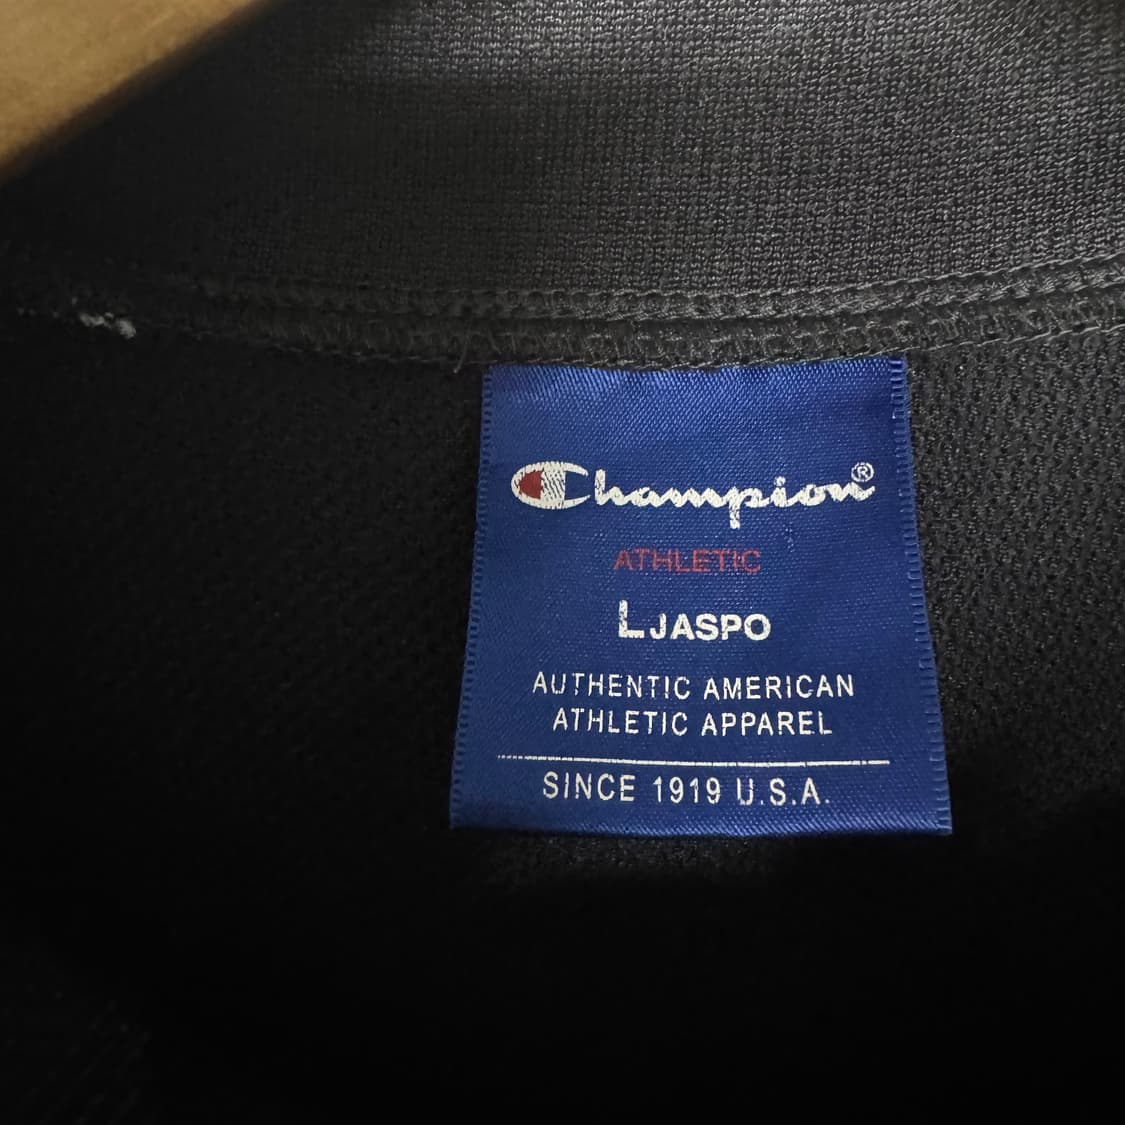 Champion®
ATHLETIC
L JASPO
AUTHENTIC AMERICAN
ATHLETIC APPAREL
SINCE 1919 U.S.A.